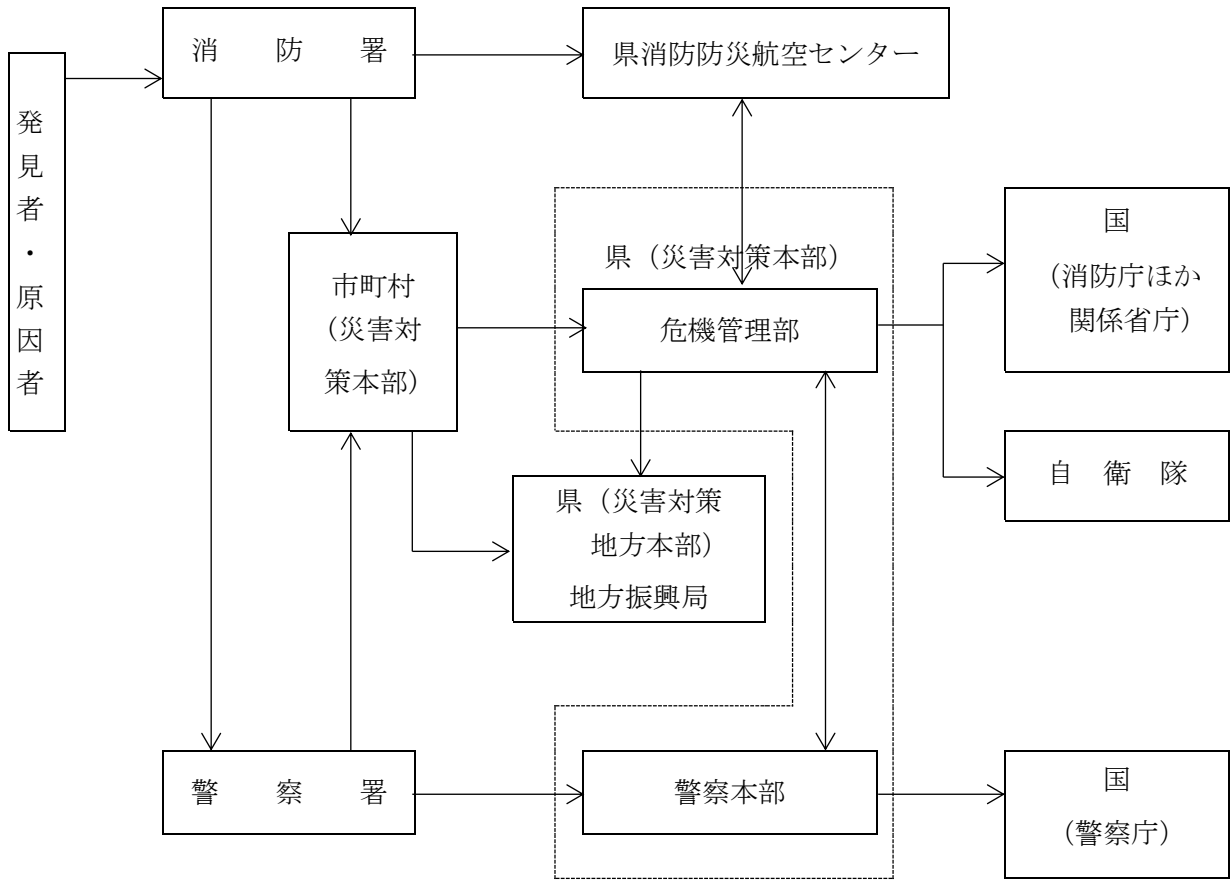 発見者・原因者
消　防　署
県消防防災航空センター
市町村
（災害対
策本部）
県（災害対策本部）
危機管理部
国
（消防庁ほか
関係省庁）
自　衛　隊
県（災害対策
地方本部）
地方振興局
警　察　署
警察本部
国
（警察庁）